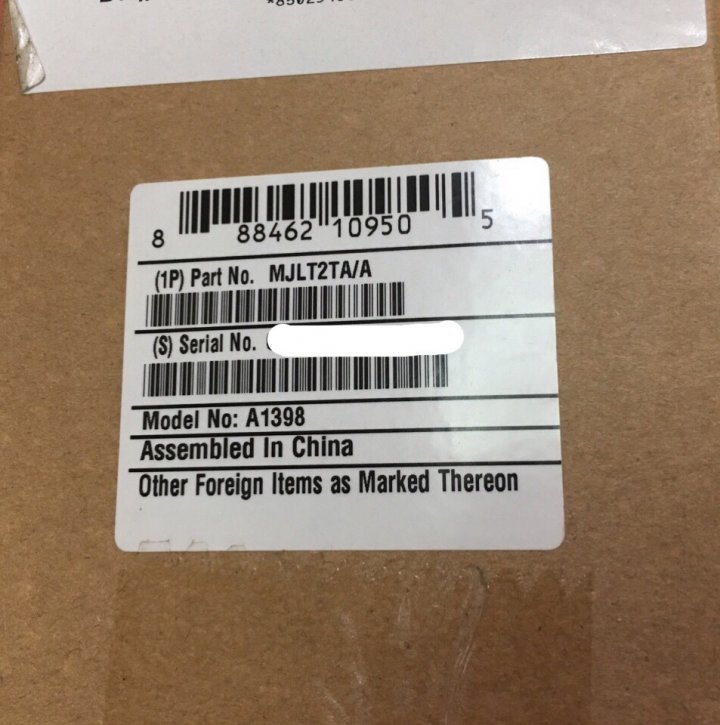 8 88462 10950 5
(1P) Part No. MJLT2TA/A
(S) Serial No.
Model No: A1398
Assembled In China
Other Foreign Items as Marked Thereon